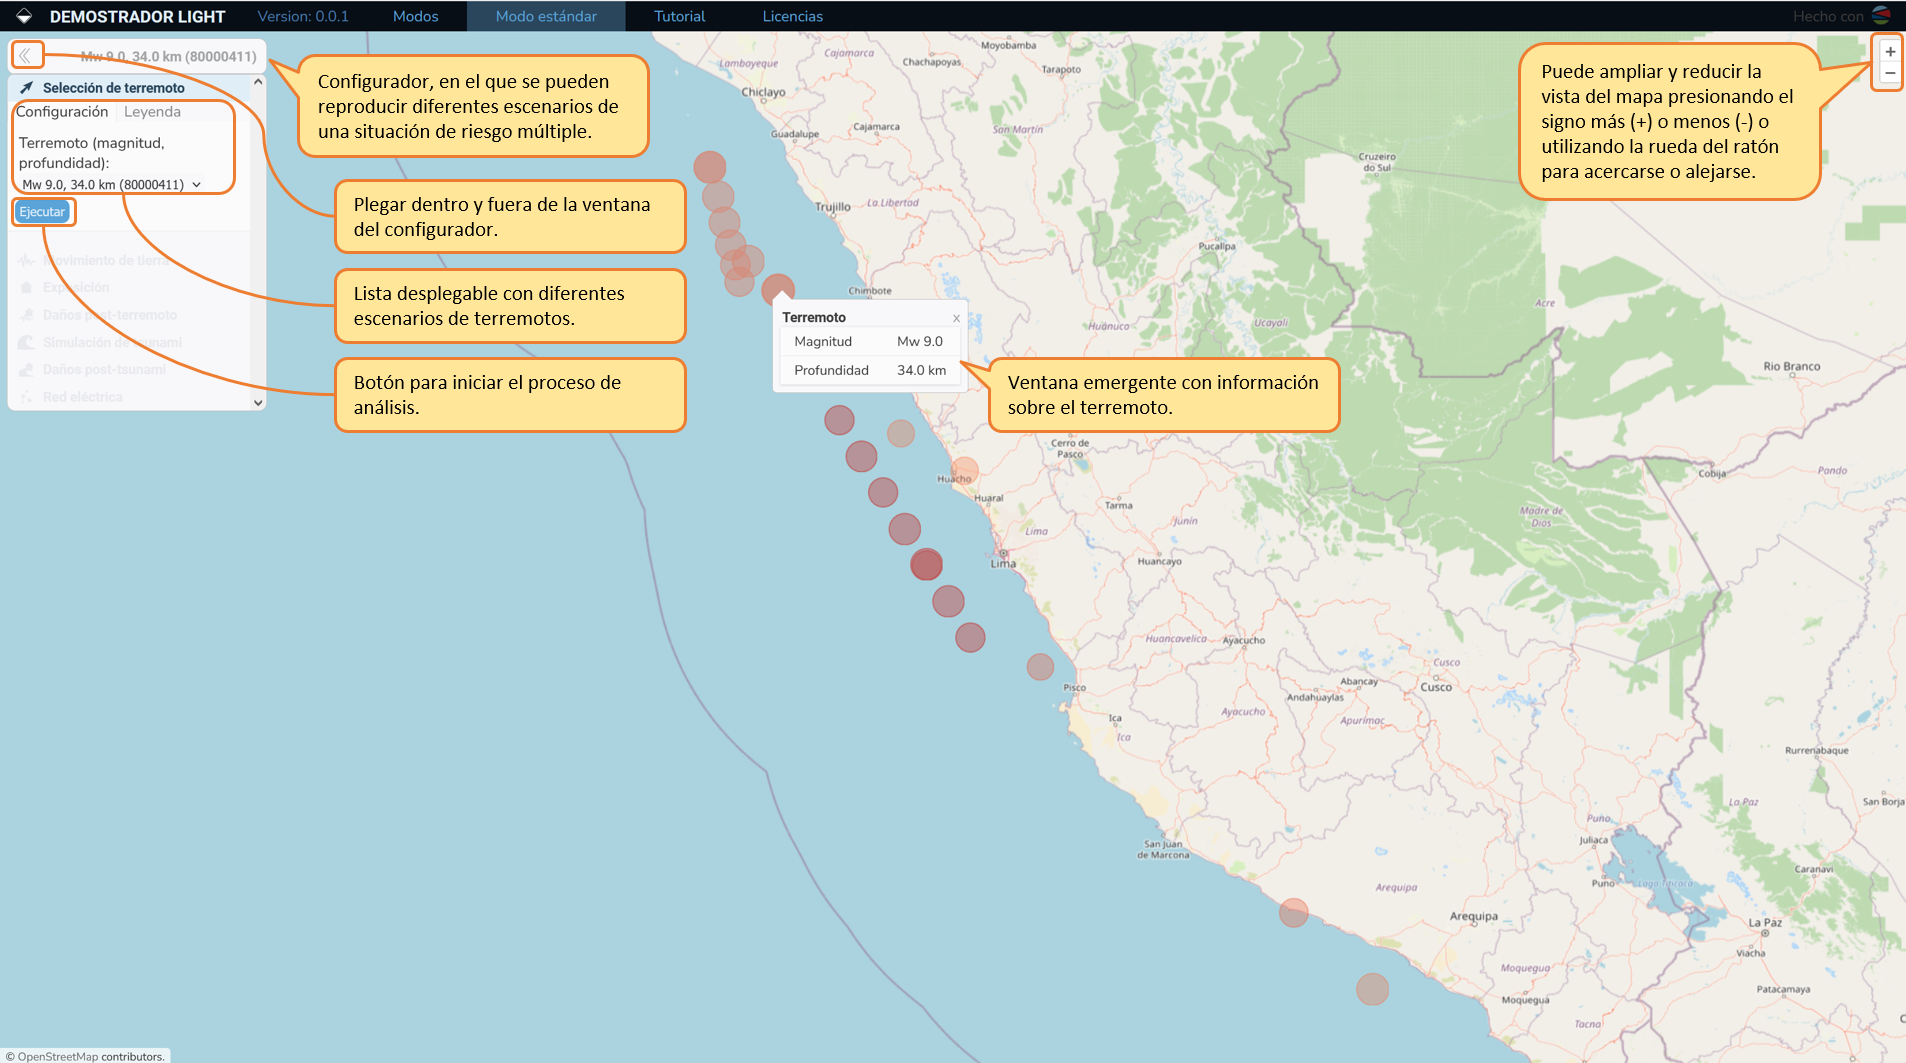 DEMOSTRADOR LIGHT Version: 0.0.1 Modos Modo estándar Tutorial Licencias Hecho con
Mw 9.0, 34.0 km (80000411)
Selección de terremoto
Configuración Leyenda
Terremoto (magnitud,
profundidad):
Mw 9.0, 34.0 km (80000411)
Ejecutar
Movimiento de tierra
Exposición
Daños post-terremoto
Simulación de tsunami
Daños post-tsunami
Red eléctrica
Configurador, en el que se pueden
reproducir diferentes escenarios de
una situación de riesgo múltiple.
Plegar dentro y fuera de la ventana
del configurador.
Lista desplegable con diferentes
escenarios de terremotos.
Botón para iniciar el proceso de
análisis.
Terremoto x
Magnitud Mw 9.0
Profundidad 34.0 km
Ventana emergente con información
sobre el terremoto.
Puede ampliar y reducir la
vista del mapa presionando el
signo más (+) o menos (-) o
utilizando la rueda del ratón
para acercarse o alejarse.
+
−
Moyobamba
Cajamarca
Chachapoyas
Lambayeque
Tarapoto
Chiclayo
Guadalupe
Cajamarca
San Martín
Cruzeiro
do Sul
Trujillo
La Libertad
Pucallpa
Chimbote
Acre
Huánuco
Ucayali
Rio Branco
Cerro de
Pasco
Pando
Cobija
Huacho
Huaral
Tarma
Madre de
Dios
Junín
Lima
Lima
Huancayo
Huancavelica
Ayacucho
Cusco
Pisco
Abancay
Cusco
Andahuaylas
Ica
Ayacucho
Apurímac
Ica
Rurrenabaque
La Paz
San Borja
Puno
Juliaca
San Juan
de Marcona
Caranavi
Puno
Lago Titicaca
Arequipa
Arequipa
La Paz
Viacha
Moquegua
Patacamaya
Moquegua
Tacna
© OpenStreetMap contributors.